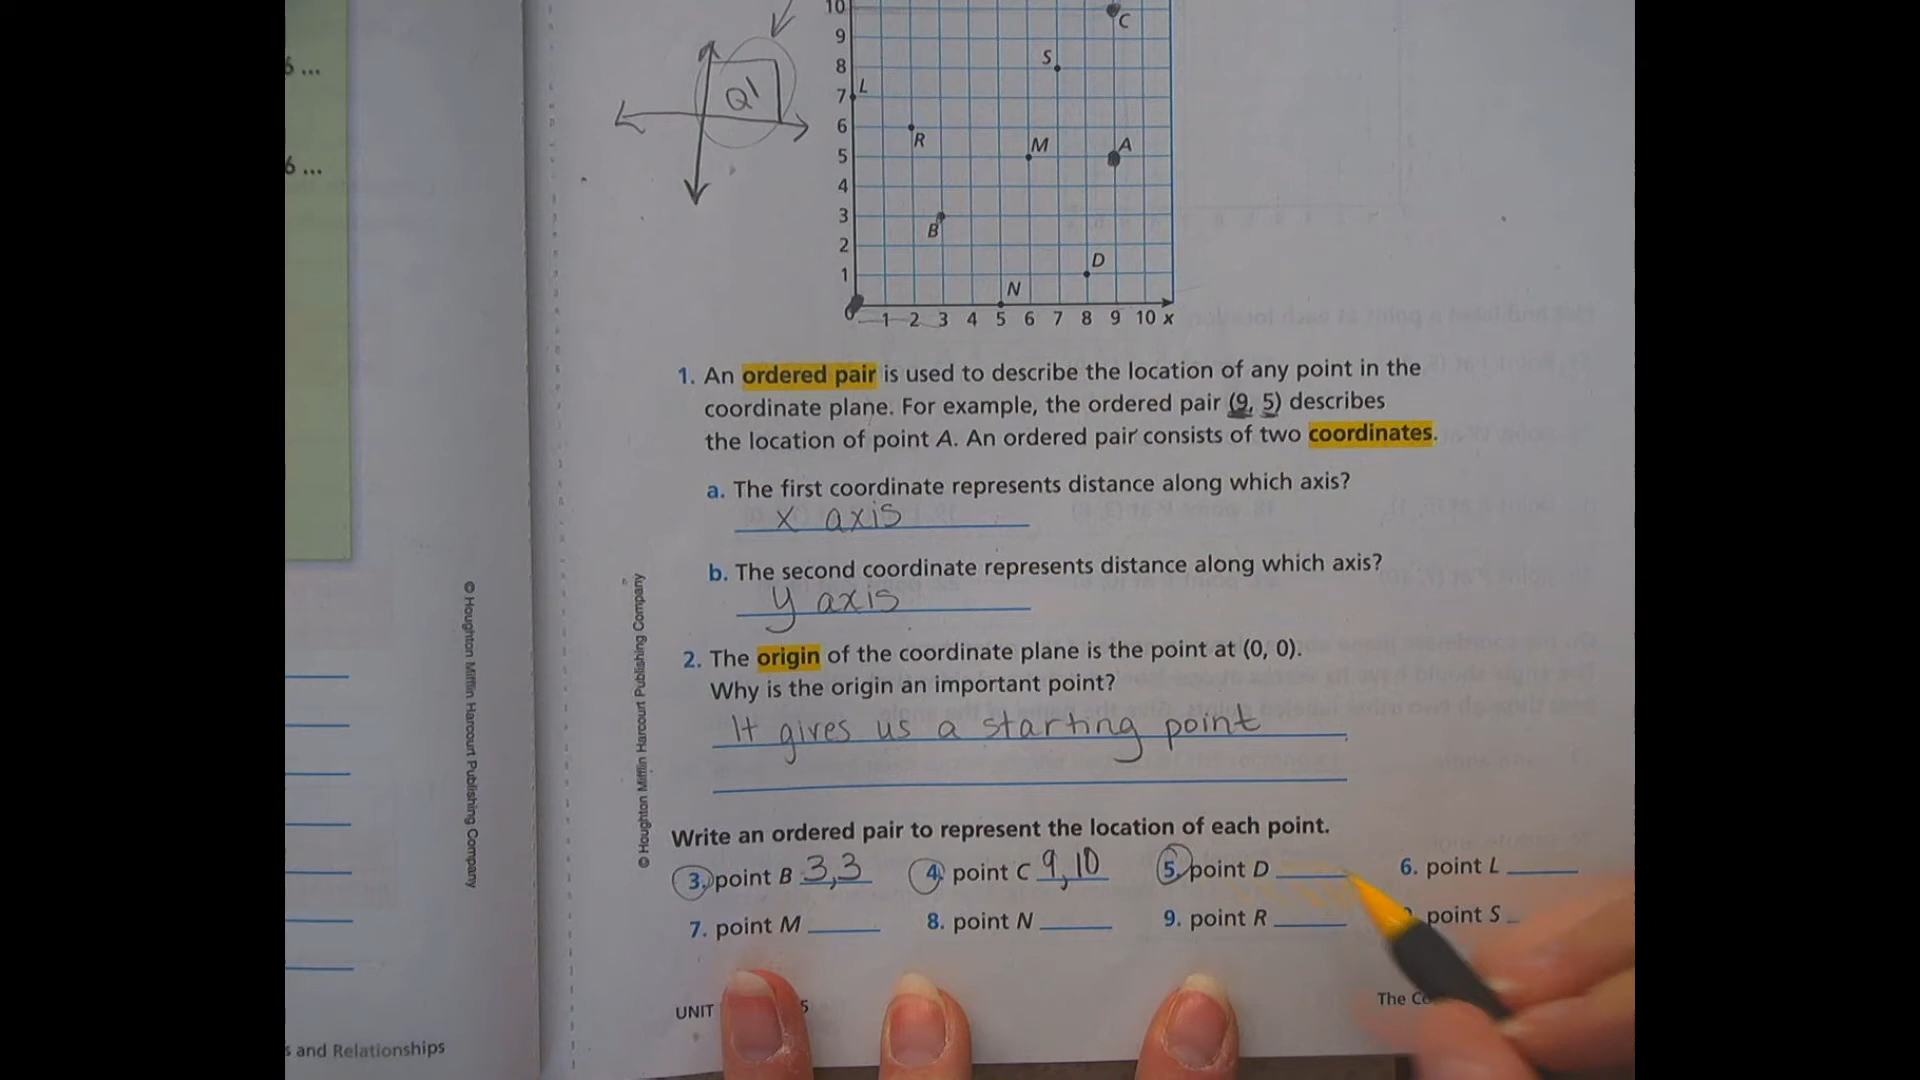 6 ...
6 ...
© Houghton Mifflin Harcourt Publishing Company
s and Relationships
Q1
10
9
8
7
6
5
4
3
2
1
0 1 2 3 4 5 6 7 8 9 10 x
C
S
L
R
M
A
B
D
N
© Houghton Mifflin Harcourt Publishing Company
1. An ordered pair is used to describe the location of any point in the
coordinate plane. For example, the ordered pair (9, 5) describes
the location of point A. An ordered pair consists of two coordinates.
a. The first coordinate represents distance along which axis?
x axis
b. The second coordinate represents distance along which axis?
y axis
2. The origin of the coordinate plane is the point at (0, 0).
Why is the origin an important point?
It gives us a starting point
Write an ordered pair to represent the location of each point.
3. point B 3,3 4. point C 9,10 5. point D 6. point L
7. point M 8. point N 9. point R point S
UNIT 5 The